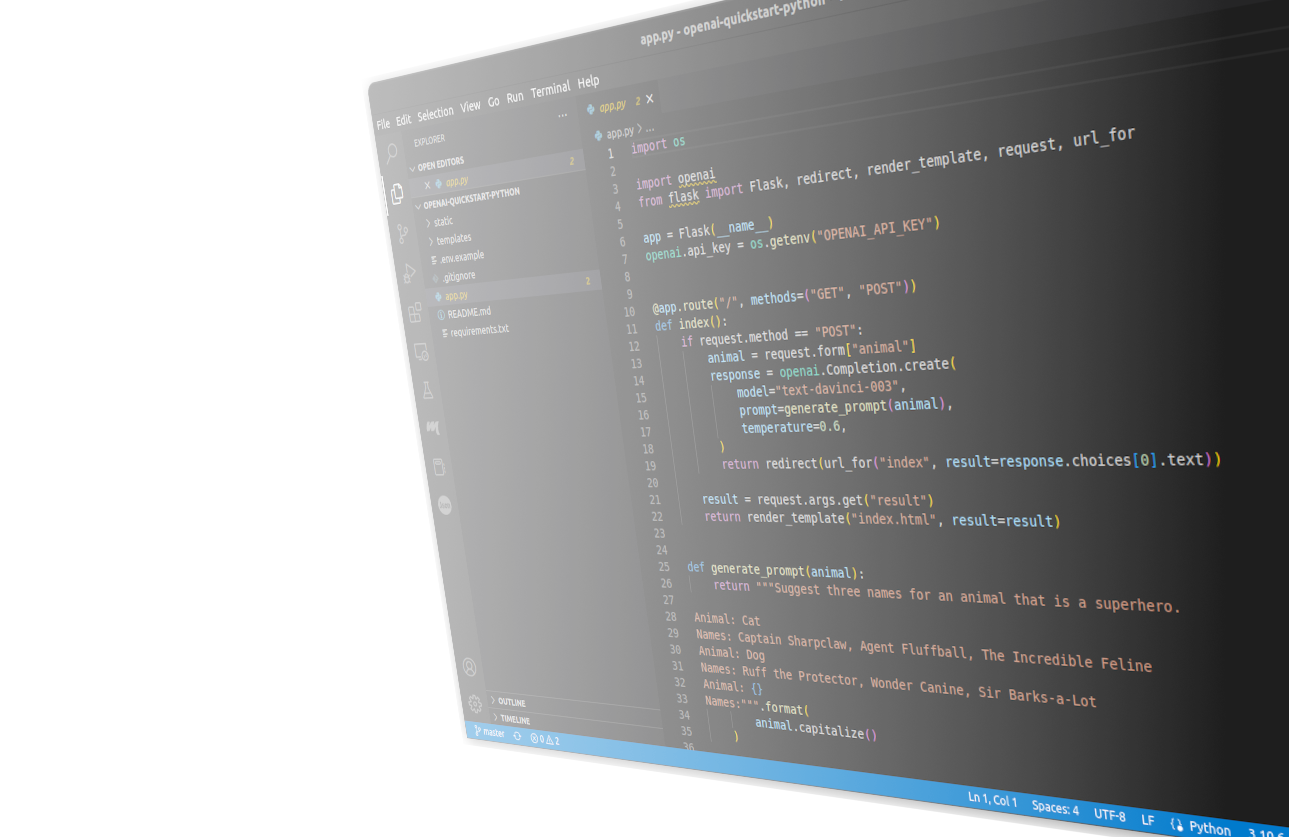 app.py - openai-quickstart-python
File Edit Selection View Go Run Terminal Help
EXPLORER ...
OPEN EDITORS
app.py 2
OPENAI-QUICKSTART-PYTHON
static
templates
.env.example
.gitignore
app.py 2
README.md
requirements.txt
OUTLINE
TIMELINE
app.py 2
app.py > ...
1 import os
2
3 import openai
4 from flask import Flask, redirect, render_template, request, url_for
5
6 app = Flask(__name__)
7 openai.api_key = os.getenv("OPENAI_API_KEY")
8
9
10 @app.route("/", methods=("GET", "POST"))
11 def index():
12 if request.method == "POST":
13 animal = request.form["animal"]
14 response = openai.Completion.create(
15 model="text-davinci-003",
16 prompt=generate_prompt(animal),
17 temperature=0.6,
18 )
19 return redirect(url_for("index", result=response.choices[0].text))
20
21 result = request.args.get("result")
22 return render_template("index.html", result=result)
23
24
25 def generate_prompt(animal):
26 return """Suggest three names for an animal that is a superhero.
27
28 Animal: Cat
29 Names: Captain Sharpclaw, Agent Fluffball, The Incredible Feline
30 Animal: Dog
31 Names: Ruff the Protector, Wonder Canine, Sir Barks-a-Lot
32 Animal: {}
33 Names:""".format(
34 animal.capitalize()
35 )
36
master 0 2 Ln 1, Col 1 Spaces: 4 UTF-8 LF Python